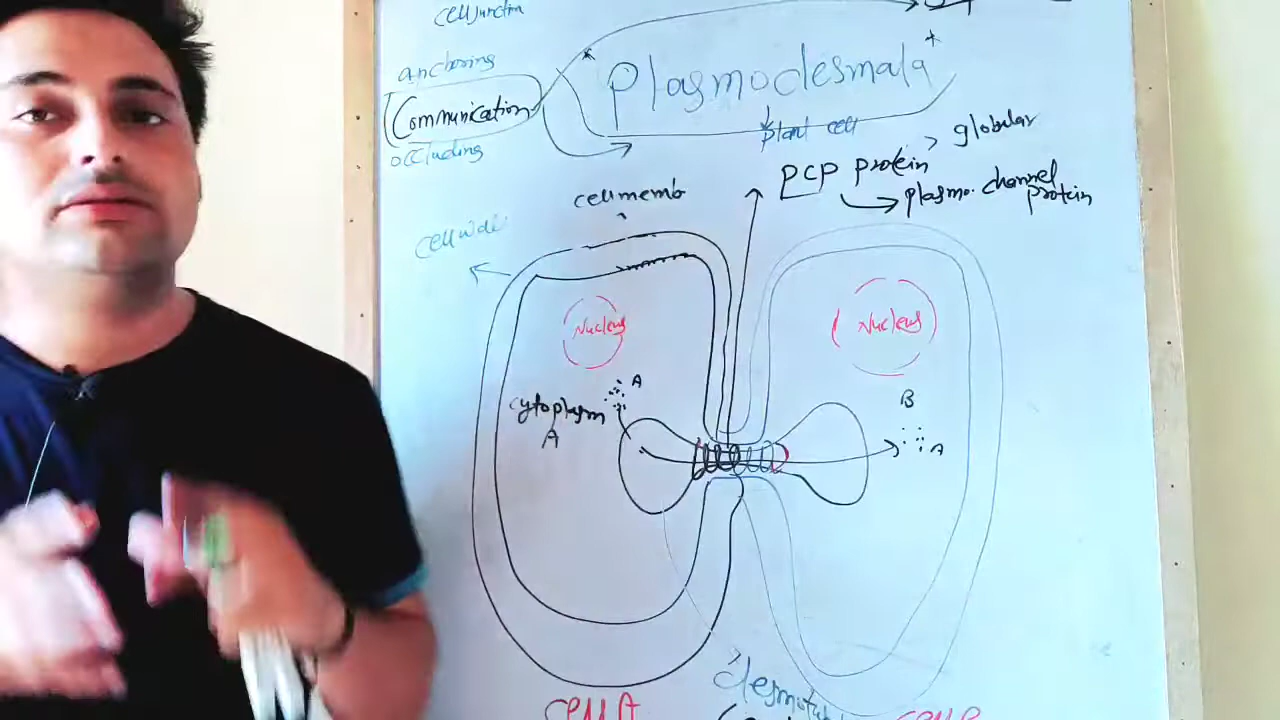 cell junction
anchoring
Communication
occluding
* Plasmodesmata *
plant cell
PCP protein > globular
plasmo. channel
protein
cell memb
cell wall
Nucleus
Nucleus
A
cytoplasm
A
B
A
Cell A